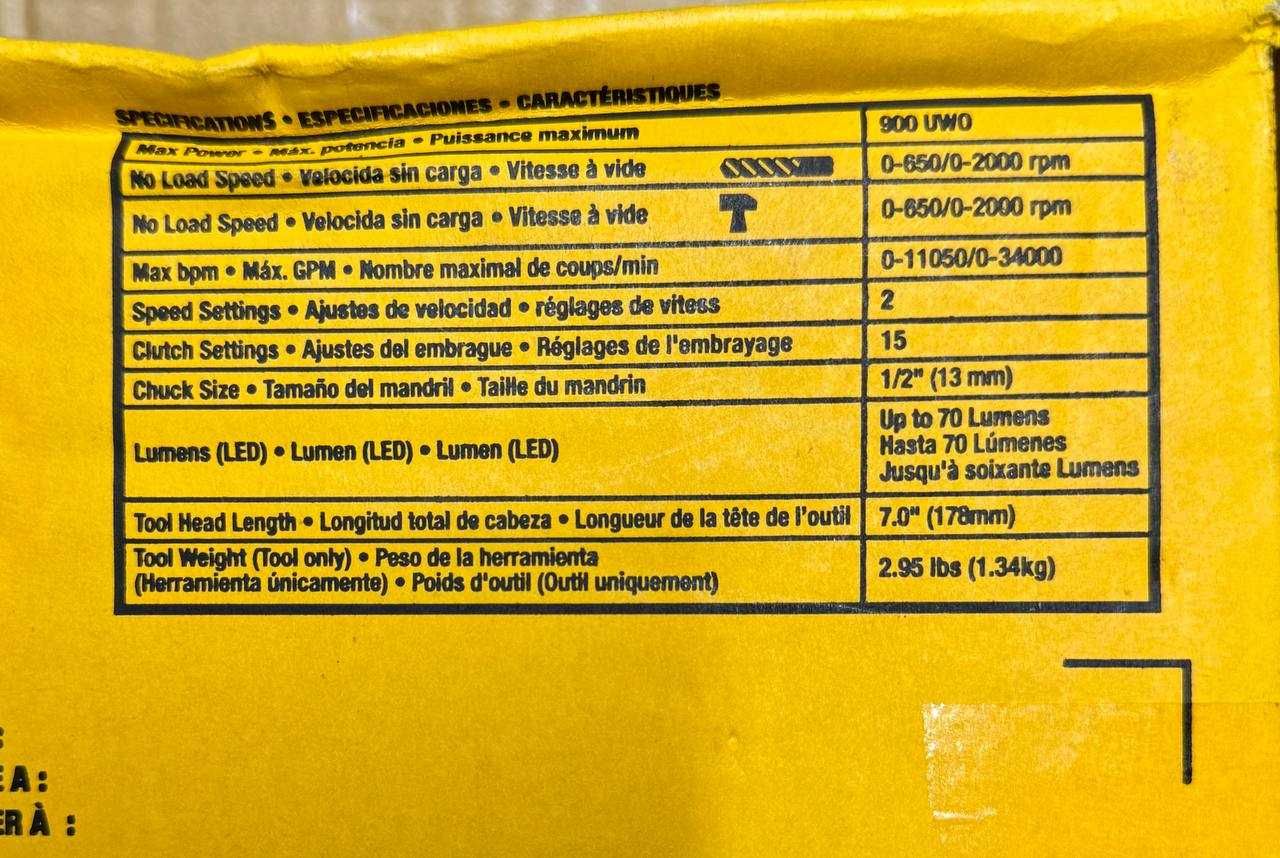 SPECIFICATIONS • ESPECIFICACIONES • CARACTÉRISTIQUES
Max Power • Máx. potencia • Puissance maximum 900 UWO
No Load Speed • Velocida sin carga • Vitesse à vide 0-650/0-2000 rpm
No Load Speed • Velocida sin carga • Vitesse à vide 0-650/0-2000 rpm
Max bpm • Máx. GPM • Nombre maximal de coups/min 0-11050/0-34000
Speed Settings • Ajustes de velocidad • réglages de vitess 2
Clutch Settings • Ajustes del embrague • Réglages de l'embrayage 15
Chuck Size • Tamaño del mandril • Taille du mandrin 1/2" (13 mm)
Lumens (LED) • Lumen (LED) • Lumen (LED)
Up to 70 Lumens
Hasta 70 Lúmenes
Jusqu'à soixante Lumens
Tool Head Length • Longitud total de cabeza • Longueur de la tête de l'outil 7.0" (178mm)
Tool Weight (Tool only) • Peso de la herramienta
(Herramienta únicamente) • Poids d'outil (Outil uniquement)
2.95 lbs (1.34kg)
A:
À :